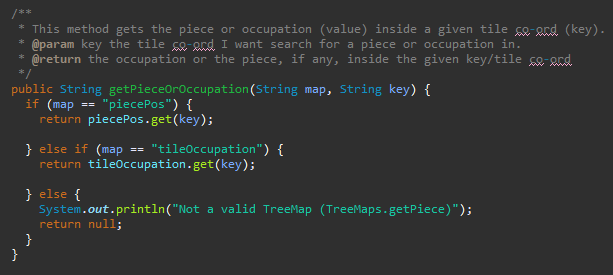 /**
 * This method gets the piece or occupation (value) inside a given tile co-ord (key).
 * @param key the tile co-ord I want search for a piece or occupation in.
 * @return the occupation or the piece, if any, inside the given key/tile co-ord
 */
public String getPieceOrOccupation(String map, String key) {
  if (map == "piecePos") {
    return piecePos.get(key);

  } else if (map == "tileOccupation") {
    return tileOccupation.get(key);

  } else {
    System.out.println("Not a valid TreeMap (TreeMaps.getPiece)");
    return null;
  }
}